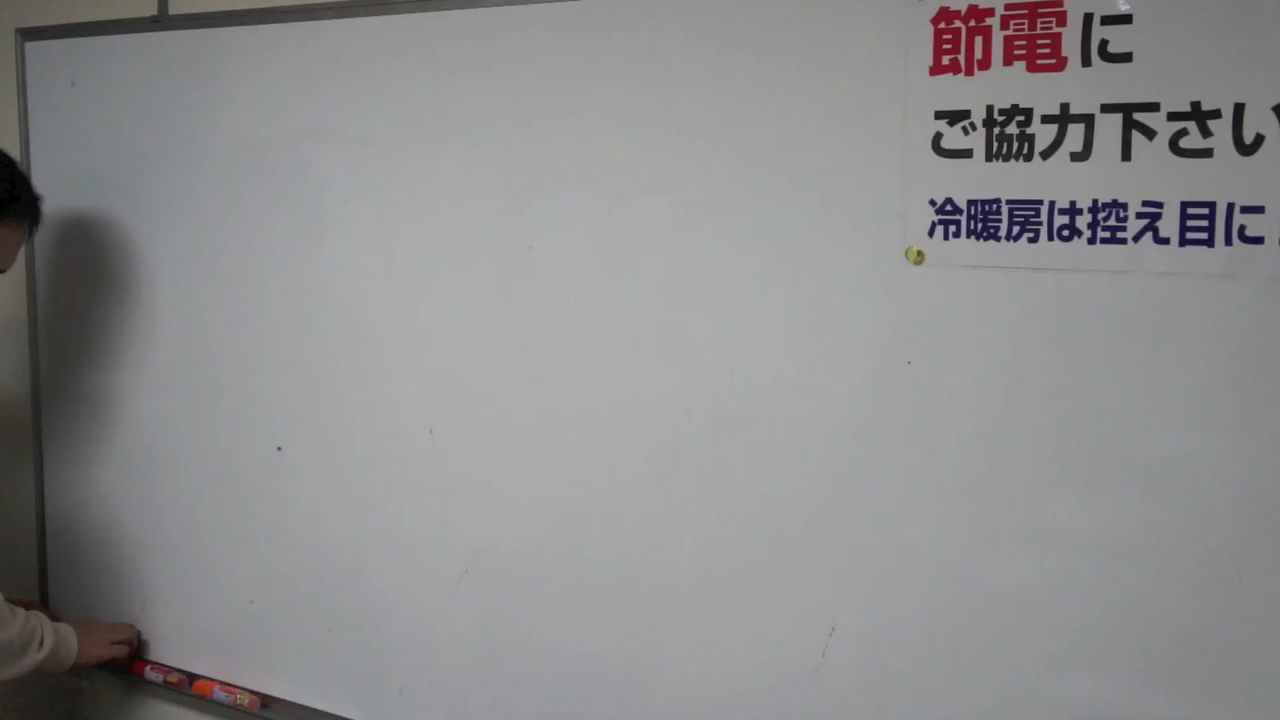 節電に
ご協力下さい
冷暖房は控え目に